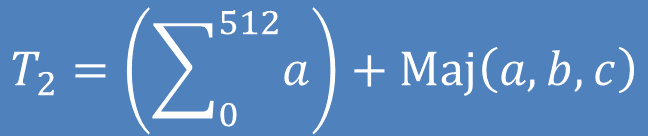 T₂ = (∑₀⁵¹² a) + Maj(a, b, c)